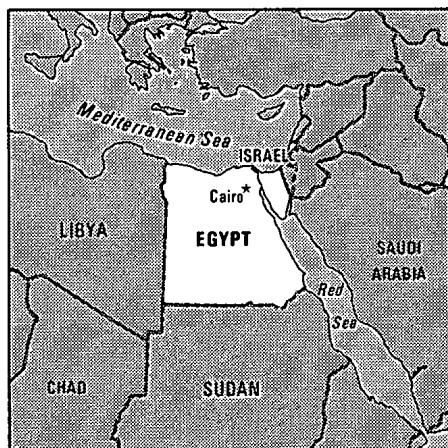 Mediterranean Sea
ISRAEL
Cairo
LIBYA
EGYPT
SAUDI
ARABIA
Red
Sea
CHAD
SUDAN